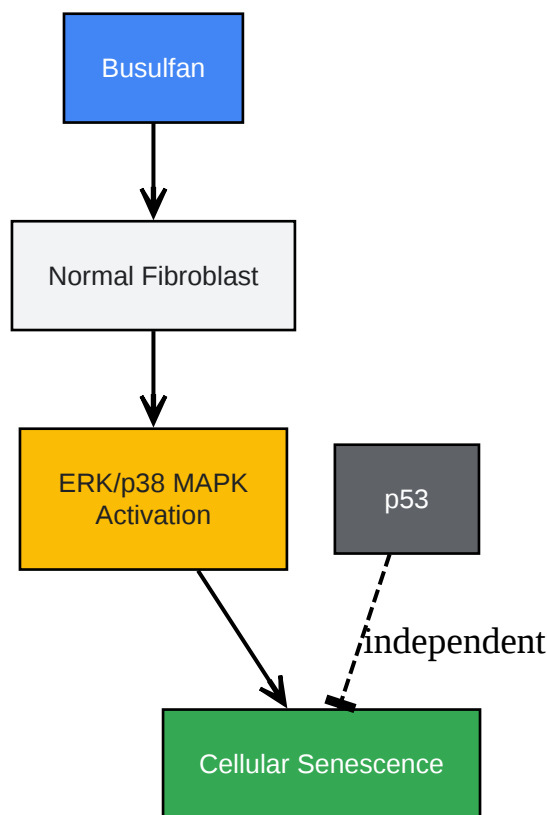 Busulfan
Normal Fibroblast
ERK/p38 MAPK
Activation
p53
independent
Cellular Senescence